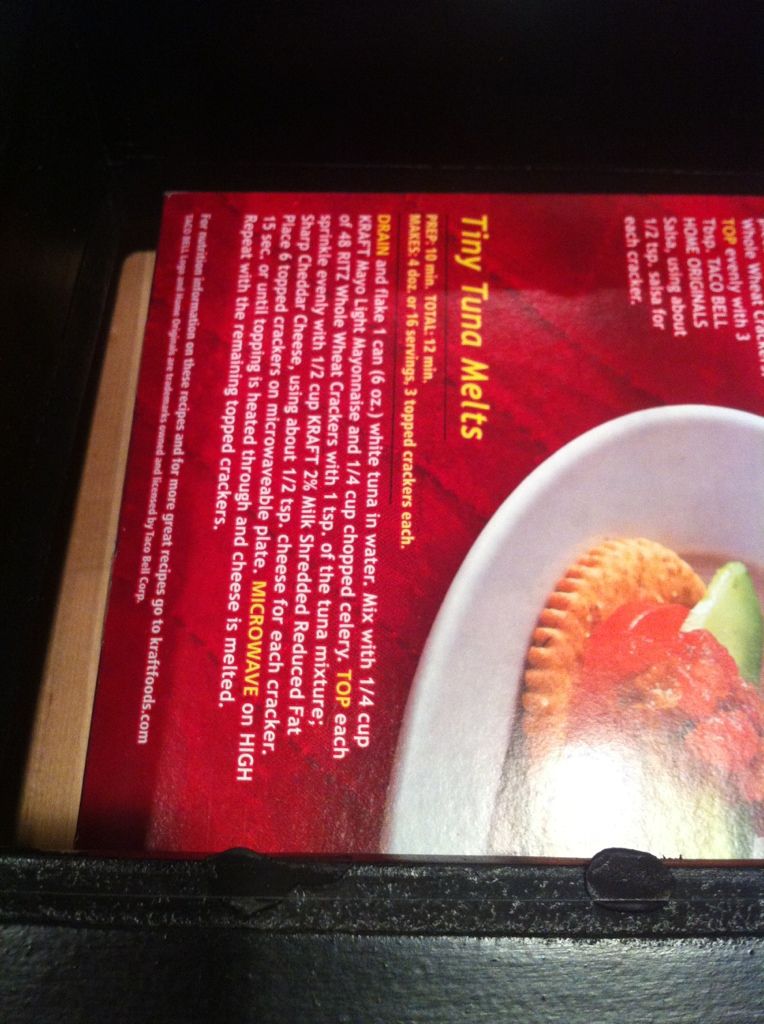 Whole Wheat
TOP evenly with 3
Tbsp. TACO BELL
HOME ORIGINALS
Salsa, using about
1/2 tsp. salsa for
each cracker.
Tiny Tuna Melts
PREP: 10 min. TOTAL: 12 min.
MAKES: 4 doz. or 16 servings, 3 topped crackers each.
DRAIN and flake 1 can (6 oz.) white tuna in water. Mix with 1/4 cup
KRAFT Mayo Light Mayonnaise and 1/4 cup chopped celery. TOP each
of 48 RITZ Whole Wheat Crackers with 1 tsp. of the tuna mixture;
sprinkle evenly with 1/2 cup KRAFT 2% Milk Shredded Reduced Fat
Sharp Cheddar Cheese, using about 1/2 tsp. cheese for each cracker.
Place 6 topped crackers on microwaveable plate. MICROWAVE on HIGH
15 sec. or until topping is heated through and cheese is melted.
Repeat with the remaining topped crackers.
For nutrition information on these recipes and for more great recipes go to kraftfoods.com
TACO BELL Logo and Home Originals are trademarks owned and licensed by Taco Bell Corp.